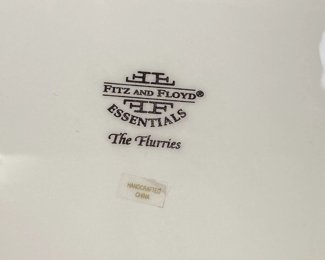 FITZ AND FLOYD®
ESSENTIALS
The Flurries
HANDCRAFTED
CHINA